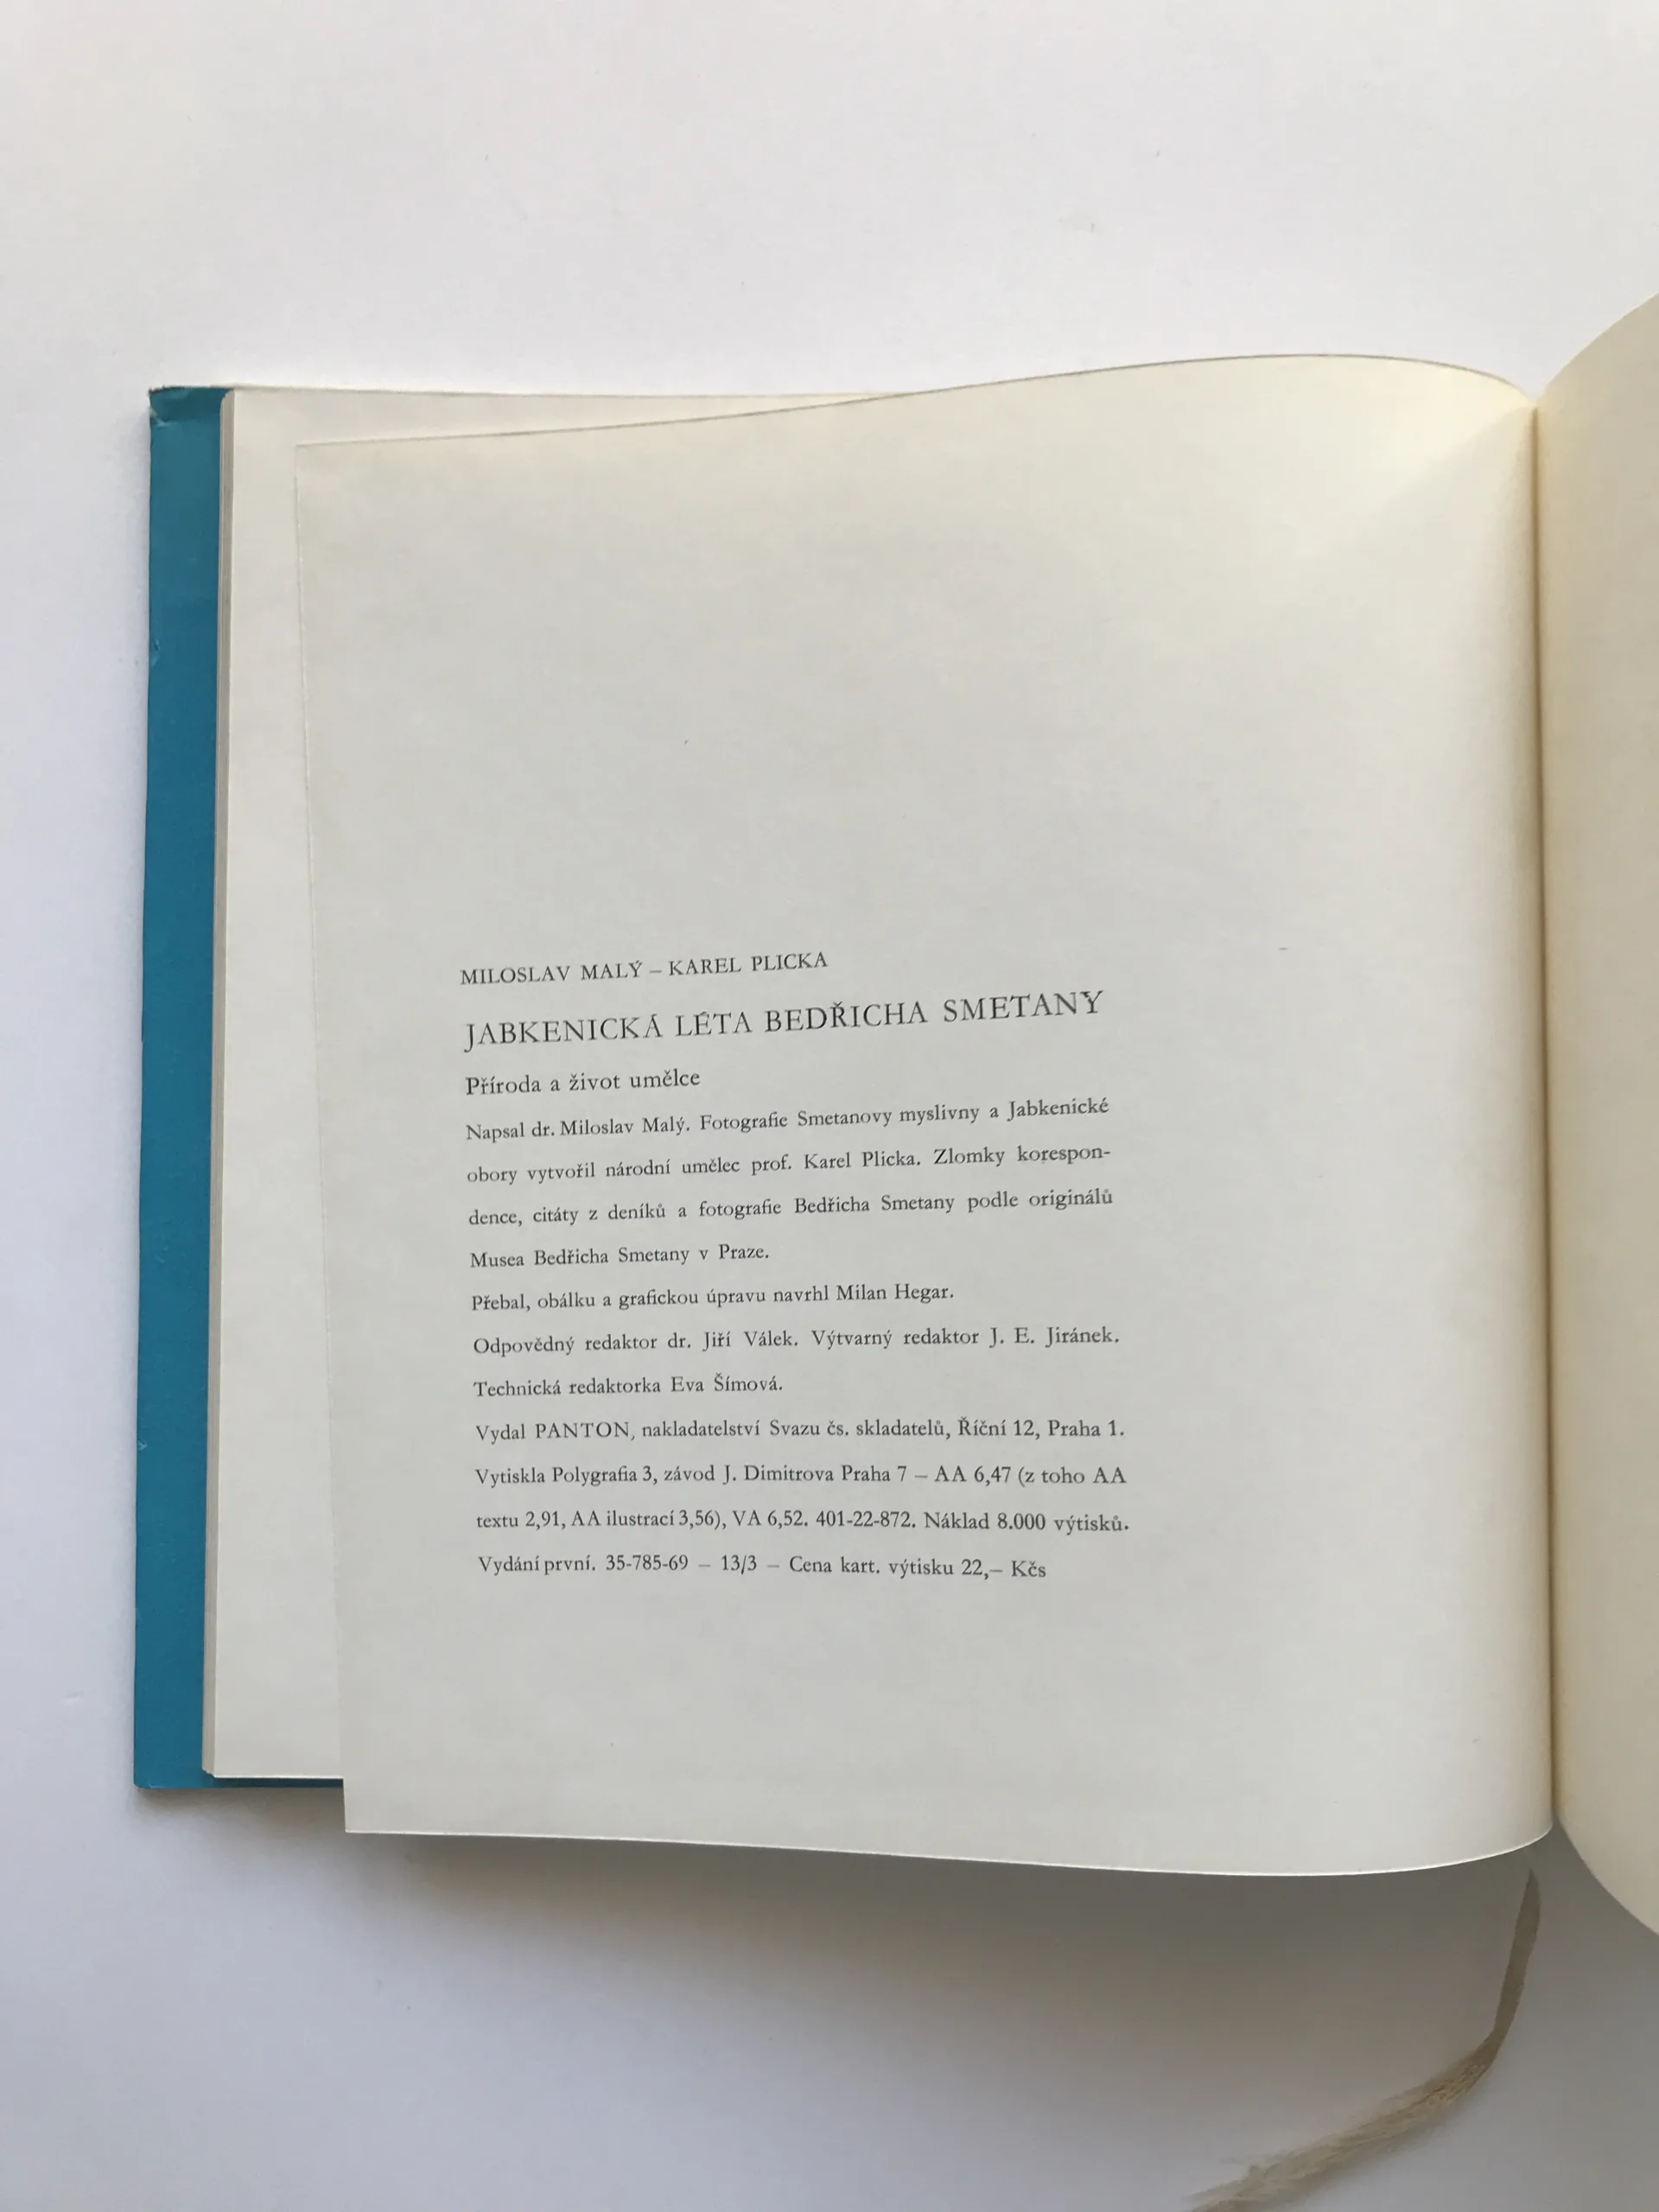 MILOSLAV MALÝ – KAREL PLICKA
JABKENICKÁ LÉTA BEDŘICHA SMETANY
Příroda a život umělce
Napsal dr. Miloslav Malý. Fotografie Smetanovy myslivny a Jabkenické
obory vytvořil národní umělec prof. Karel Plicka. Zlomky korespon-
dence, citáty z deníků a fotografie Bedřicha Smetany podle originálů
Musea Bedřicha Smetany v Praze.
Přebal, obálku a grafickou úpravu navrhl Milan Hegar.
Odpovědný redaktor dr. Jiří Válek. Výtvarný redaktor J. E. Jiránek.
Technická redaktorka Eva Šímová.
Vydal PANTON, nakladatelství Svazu čs. skladatelů, Říční 12, Praha 1.
Vytiskla Polygrafia 3, závod J. Dimitrova Praha 7 – AA 6,47 (z toho AA
textu 2,91, AA ilustrací 3,56), VA 6,52. 401-22-872. Náklad 8.000 výtisků.
Vydání první. 35-785-69 – 13/3 – Cena kart. výtisku 22,– Kčs